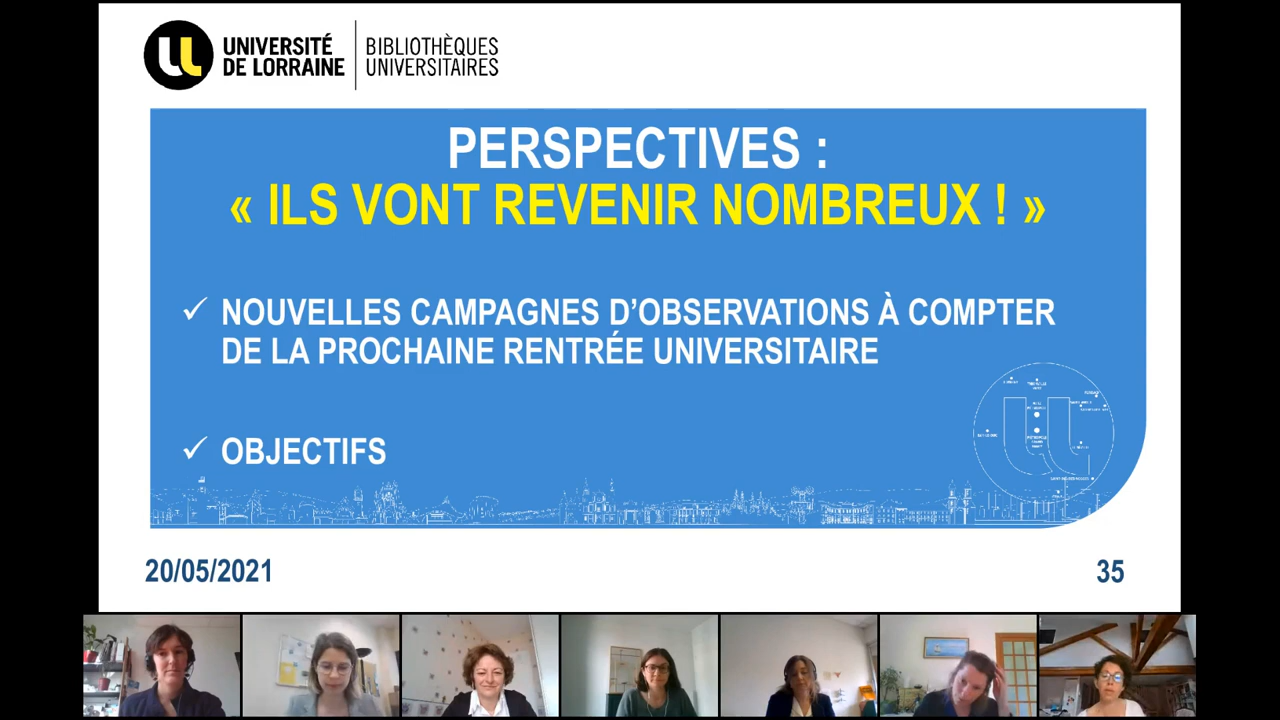 UNIVERSITÉ
DE LORRAINE
BIBLIOTHÈQUES
UNIVERSITAIRES
PERSPECTIVES :
« ILS VONT REVENIR NOMBREUX ! »
✓ NOUVELLES CAMPAGNES D'OBSERVATIONS À COMPTER
DE LA PROCHAINE RENTRÉE UNIVERSITAIRE
✓ OBJECTIFS
20/05/2021
35